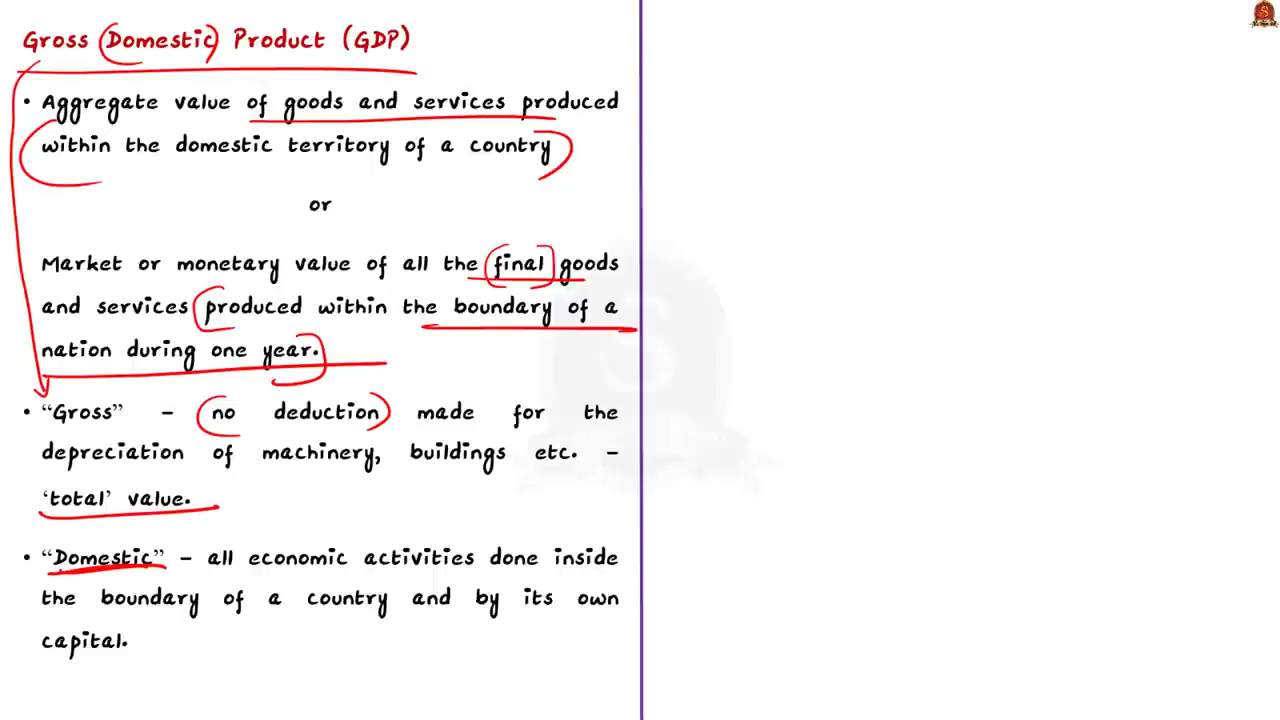 Gross Domestic Product (GDP)
• Aggregate value of goods and services produced
within the domestic territory of a country
or
Market or monetary value of all the final goods
and services produced within the boundary of a
nation during one year.
• “Gross” – no deduction made for the
depreciation of machinery, buildings etc. –
‘total’ value.
• “Domestic” – all economic activities done inside
the boundary of a country and by its own
capital.